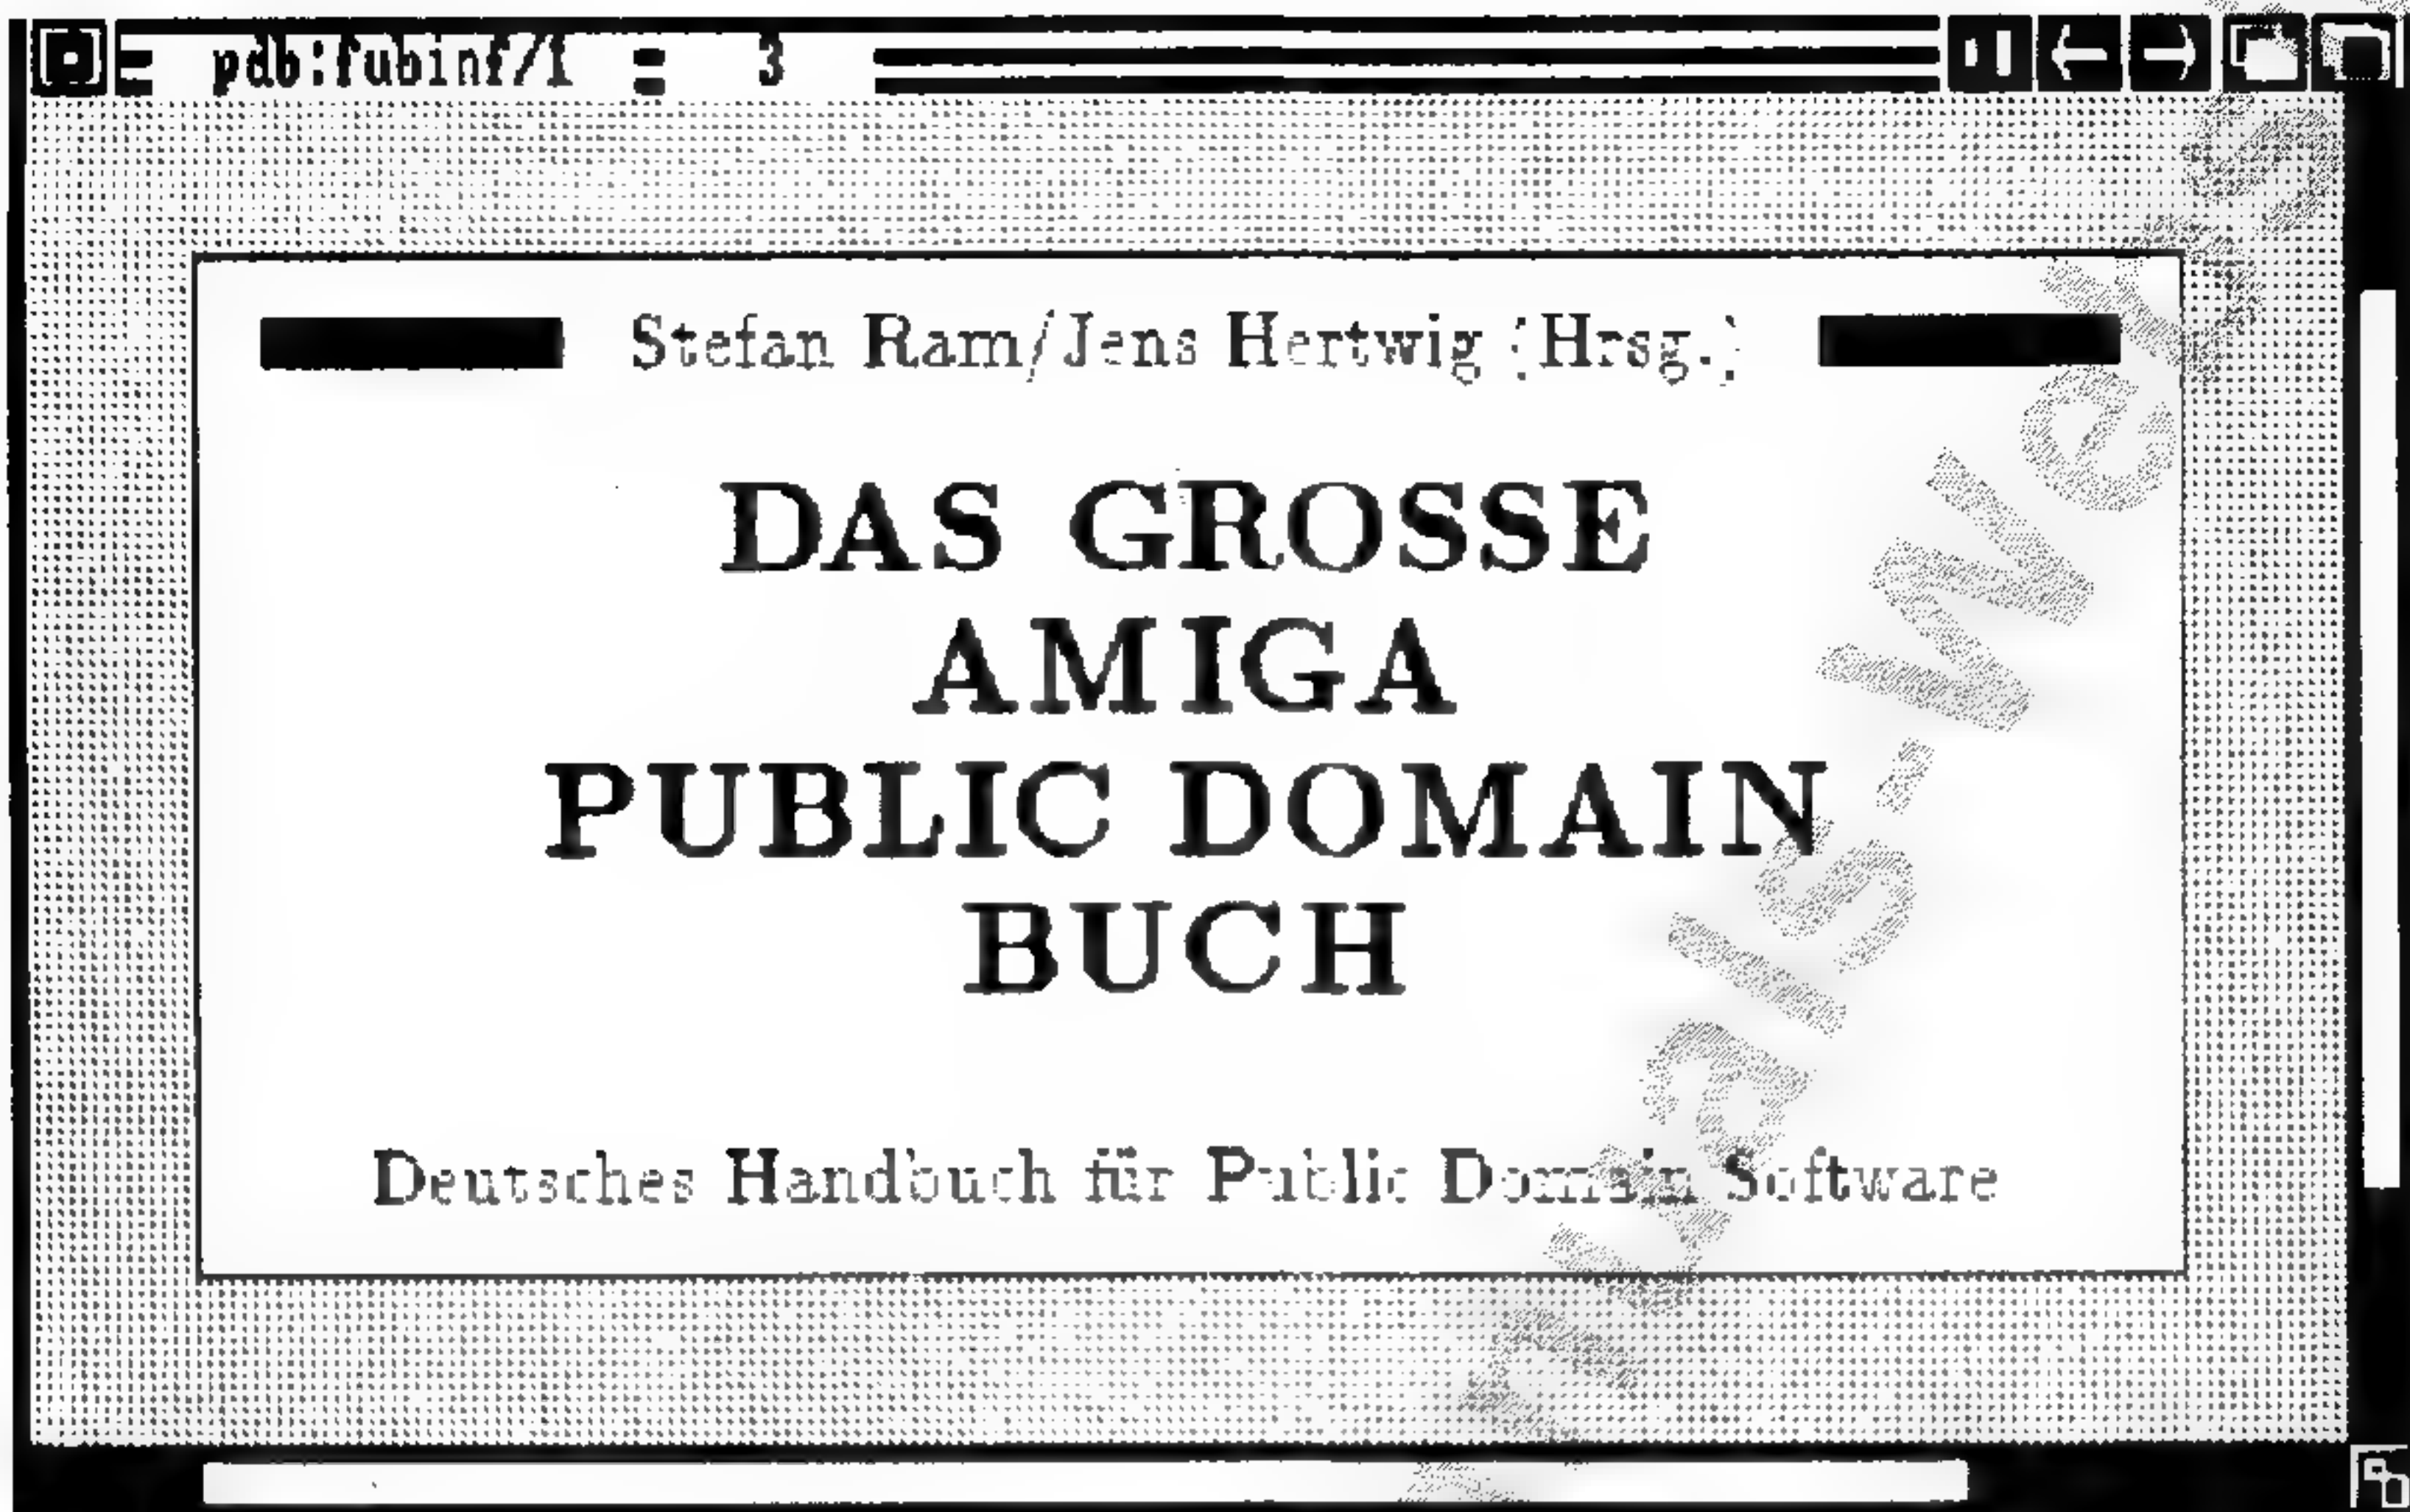 pdb:fubinf/1 : 3
Stefan Ram/Jens Hertwig (Hrsg.)
DAS GROSSE
AMIGA
PUBLIC DOMAIN
BUCH
Deutsches Handbuch für Public Domain Software